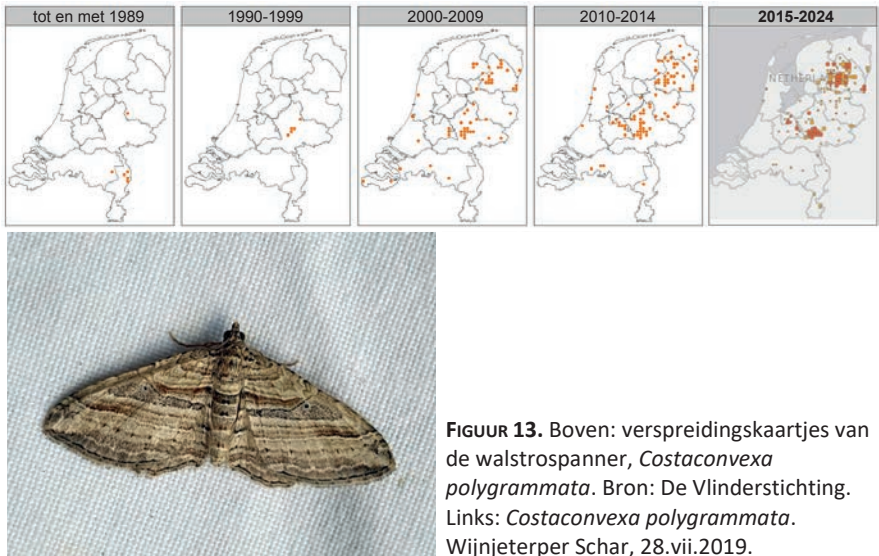 tot en met 1989
1990-1999
2000-2009
2010-2014
2015-2024
FIGUUR 13. Boven: verspreidingskaartjes van
de walstrospanner, Costaconvexa
polygrammata. Bron: De Vlinderstichting.
Links: Costaconvexa polygrammata.
Wijnjeterper Schar, 28.vii.2019.